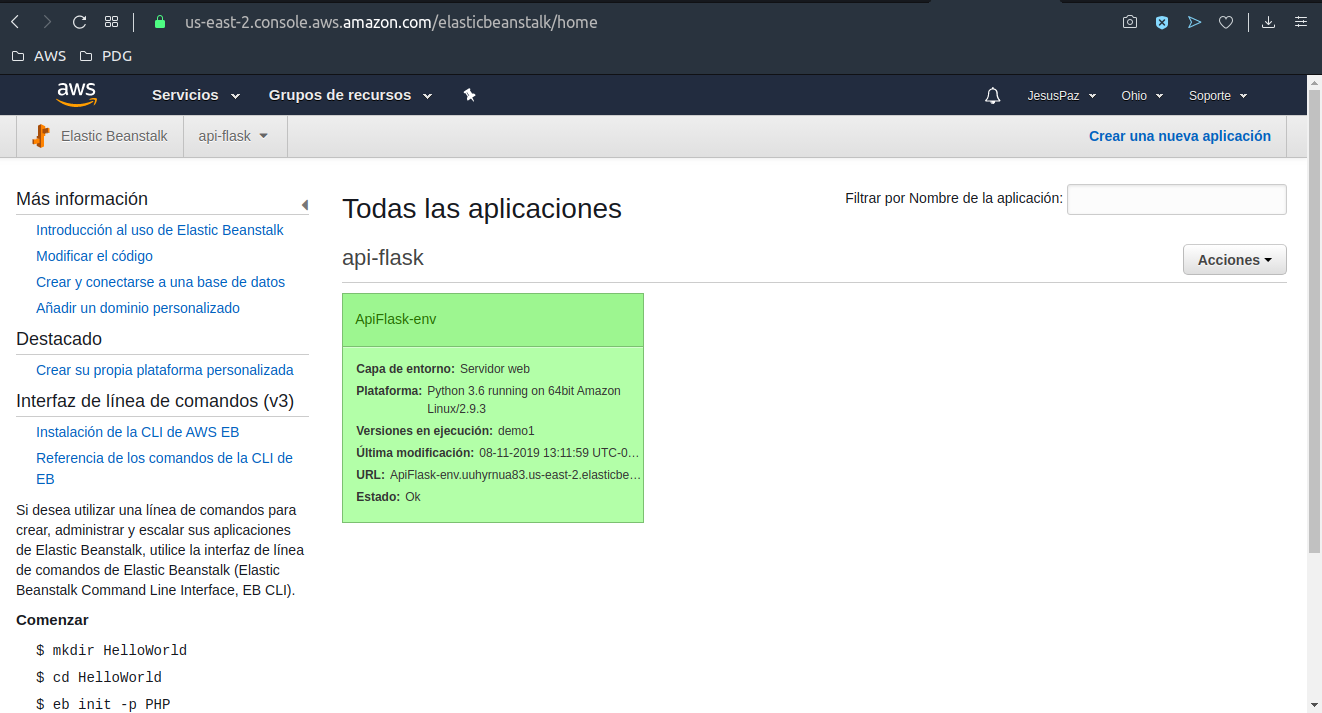 us-east-2.console.aws.amazon.com/elasticbeanstalk/home
AWS PDG
aws Servicios Grupos de recursos JesusPaz Ohio Soporte
Elastic Beanstalk api-flask Crear una nueva aplicación
Más información
Introducción al uso de Elastic Beanstalk
Modificar el código
Crear y conectarse a una base de datos
Añadir un dominio personalizado
Destacado
Crear su propia plataforma personalizada
Interfaz de línea de comandos (v3)
Instalación de la CLI de AWS EB
Referencia de los comandos de la CLI de
EB
Si desea utilizar una línea de comandos para
crear, administrar y escalar sus aplicaciones
de Elastic Beanstalk, utilice la interfaz de línea
de comandos de Elastic Beanstalk (Elastic
Beanstalk Command Line Interface, EB CLI).
Comenzar
$ mkdir HelloWorld
$ cd HelloWorld
$ eb init -p PHP
Todas las aplicaciones
Filtrar por Nombre de la aplicación:
api-flask
Acciones
ApiFlask-env
Capa de entorno: Servidor web
Plataforma: Python 3.6 running on 64bit Amazon
Linux/2.9.3
Versiones en ejecución: demo1
Última modificación: 08-11-2019 13:11:59 UTC-0…
URL: ApiFlask-env.uuhyrnua83.us-east-2.elasticbe…
Estado: Ok